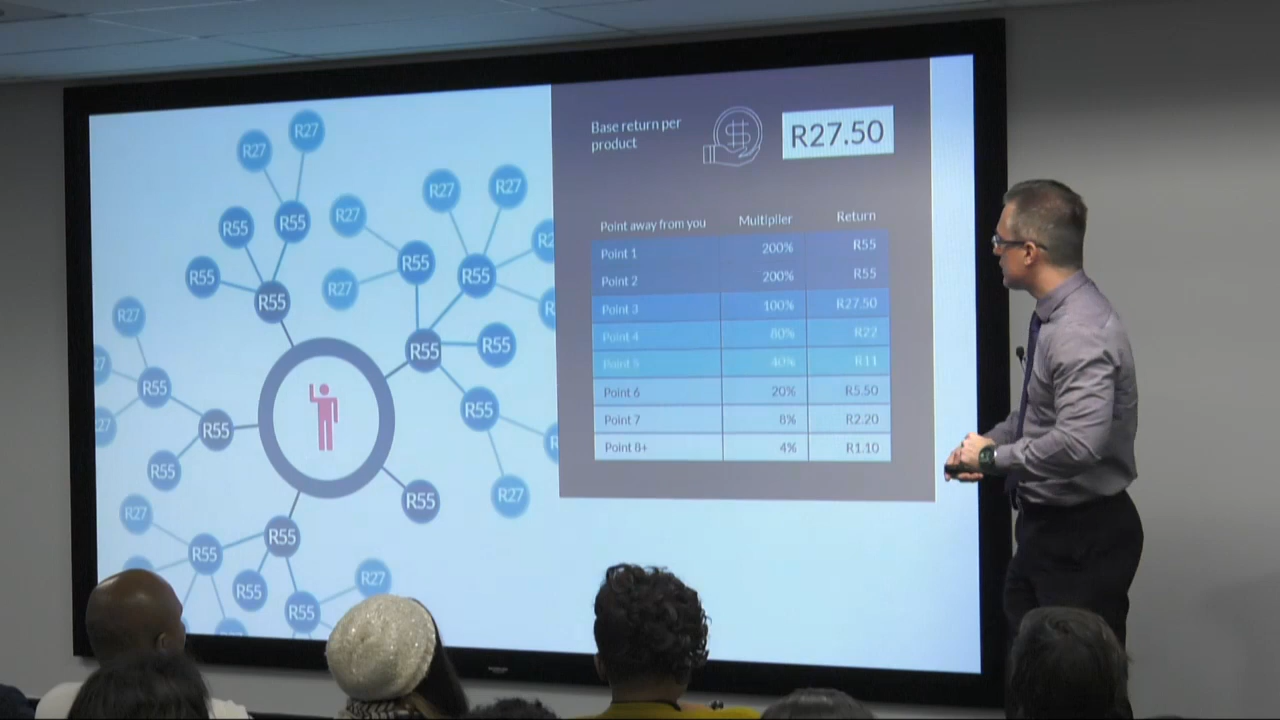 Base return per
product
R27.50
Point away from you Multiplier Return
Point 1 200% R55
Point 2 200% R55
Point 3 100% R27.50
Point 4 80% R22
Point 5 40% R11
Point 6 20% R5.50
Point 7 8% R2.20
Point 8+ 4% R1.10
R27
R27
R27
R27
R27
R55
R55
R55
R27
R55
R55
R55
R27
R55
R55
R55
R27
R55
R55
R55
R55
R55
R27
R27
R55
R55
R55
R55
R27